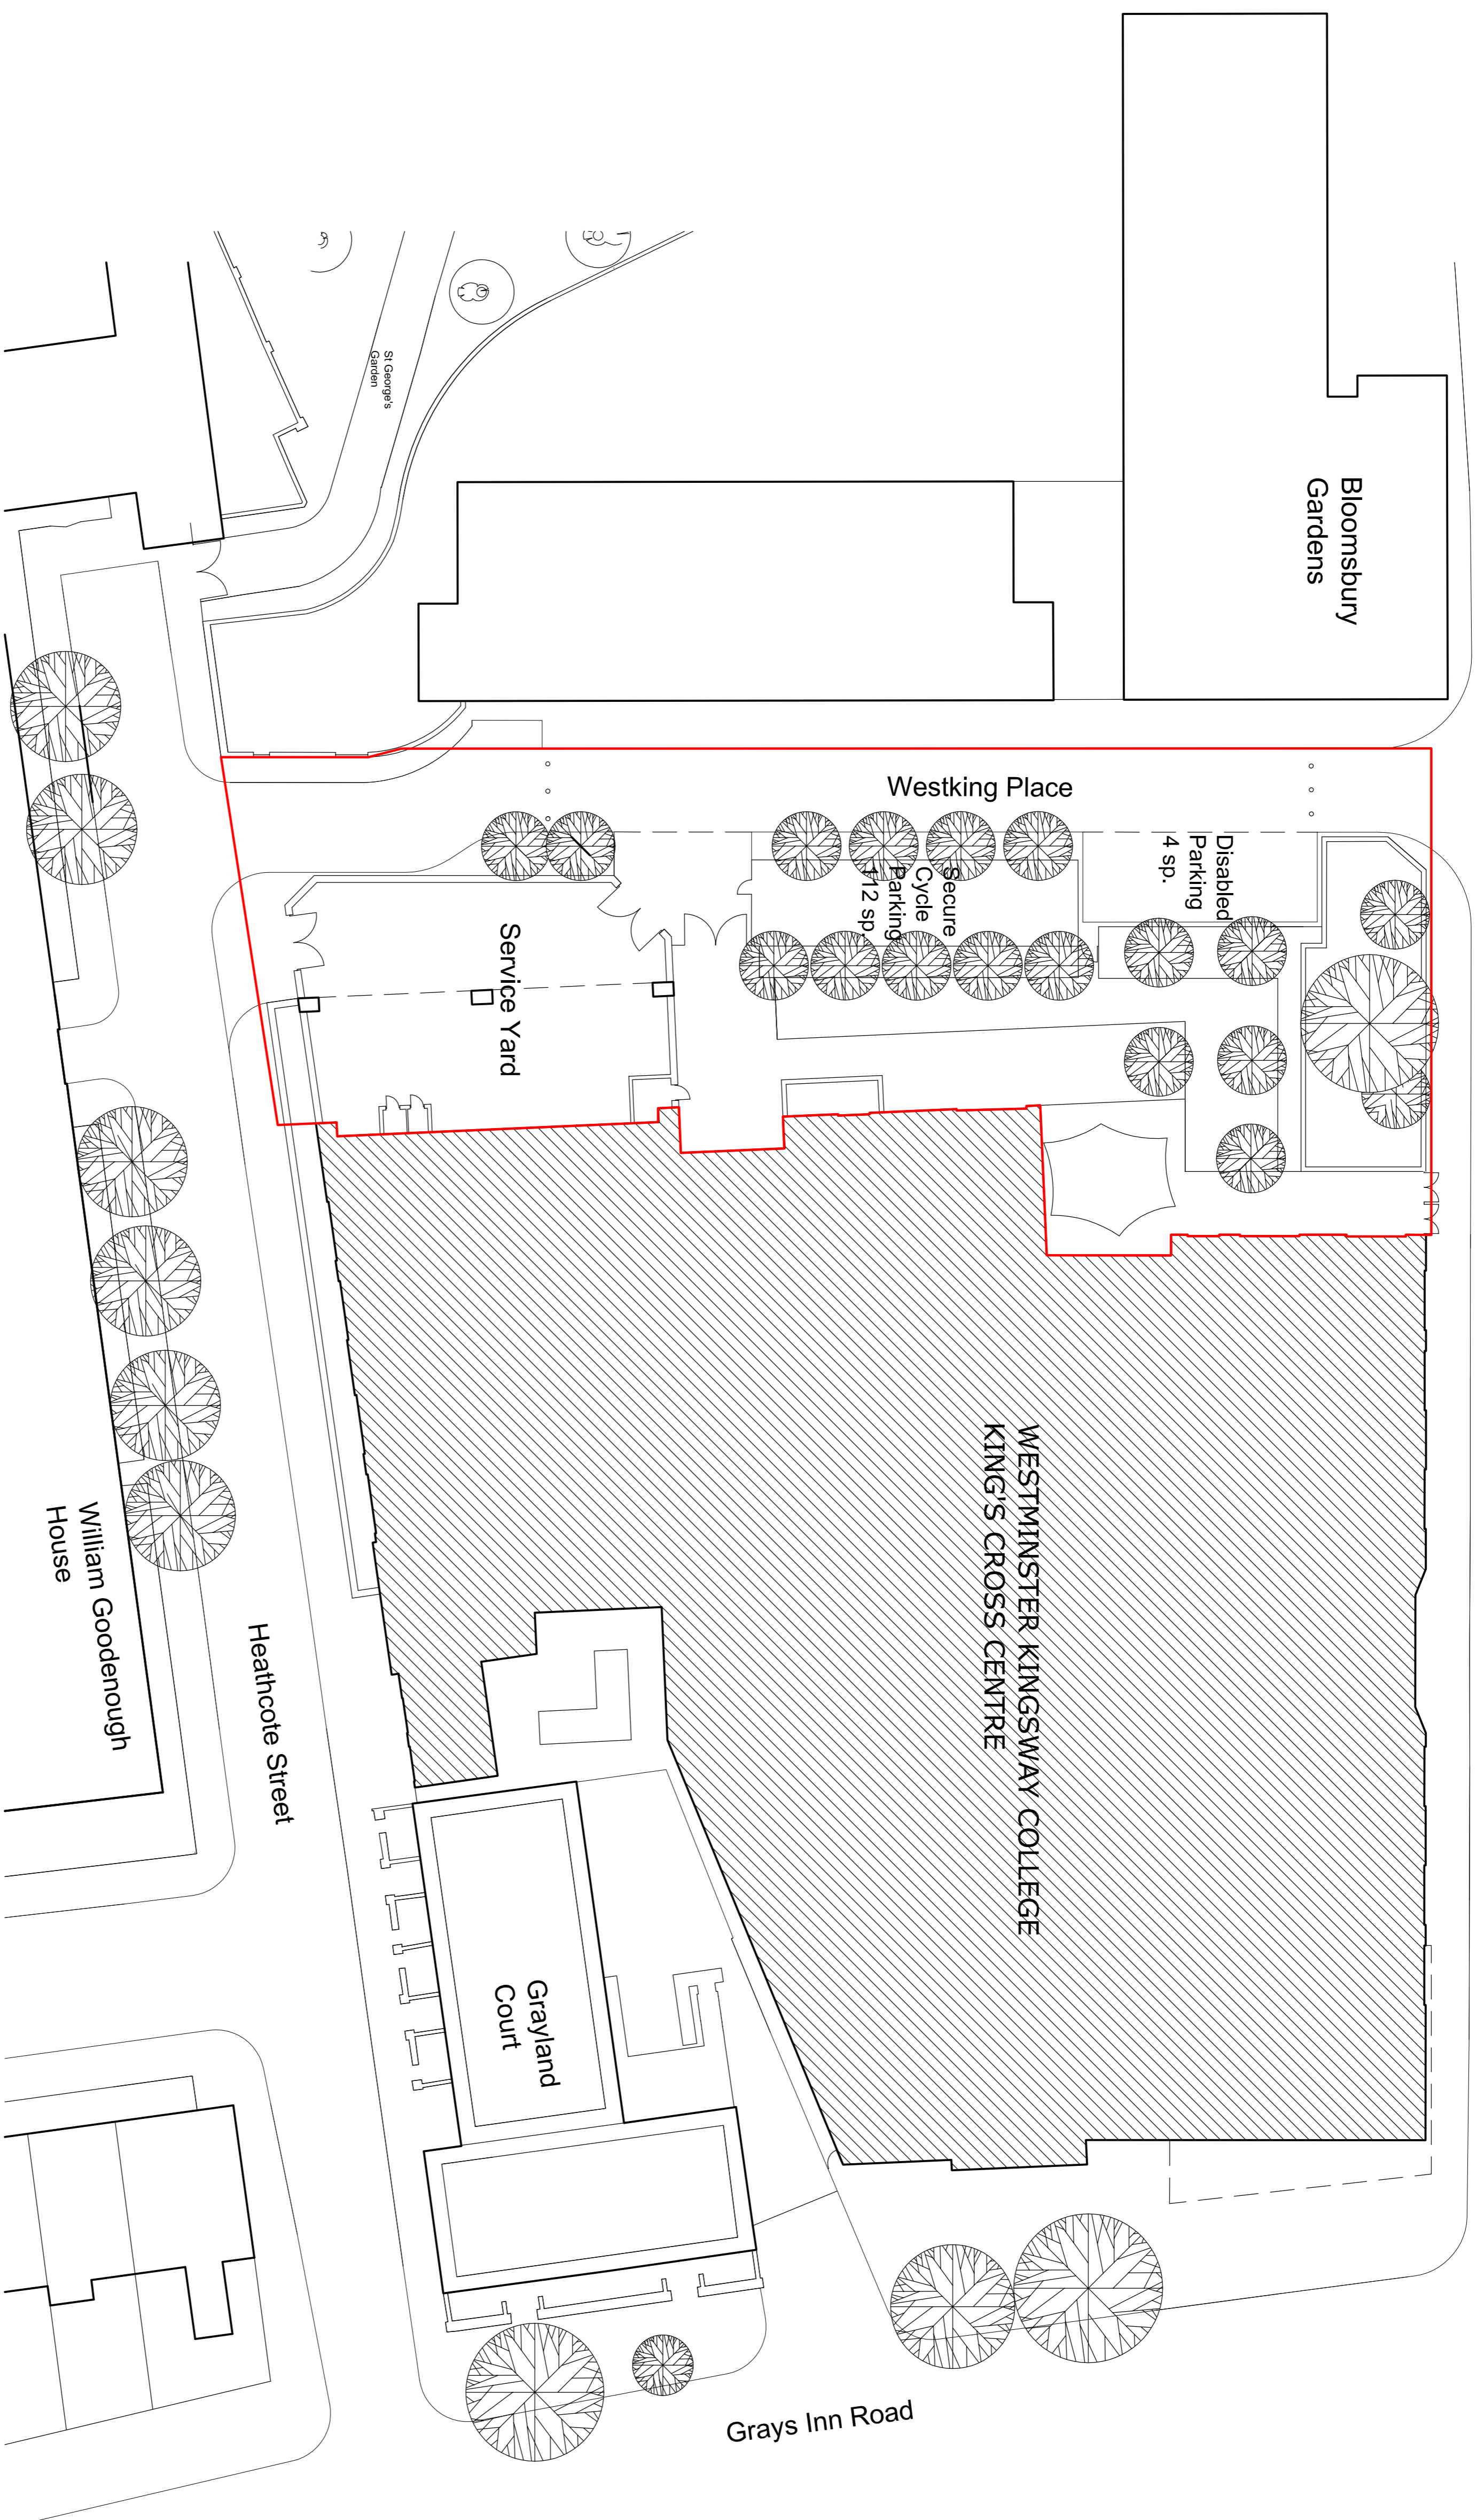 Bloomsbury
Gardens
St George's
Garden
Westking Place
Disabled
Parking
4 sp.
Secure
Cycle
Parking
112 sp.
Service Yard
WESTMINSTER KINGSWAY COLLEGE
KING'S CROSS CENTRE
William Goodenough
House
Heathcote Street
Grayland
Court
Grays Inn Road